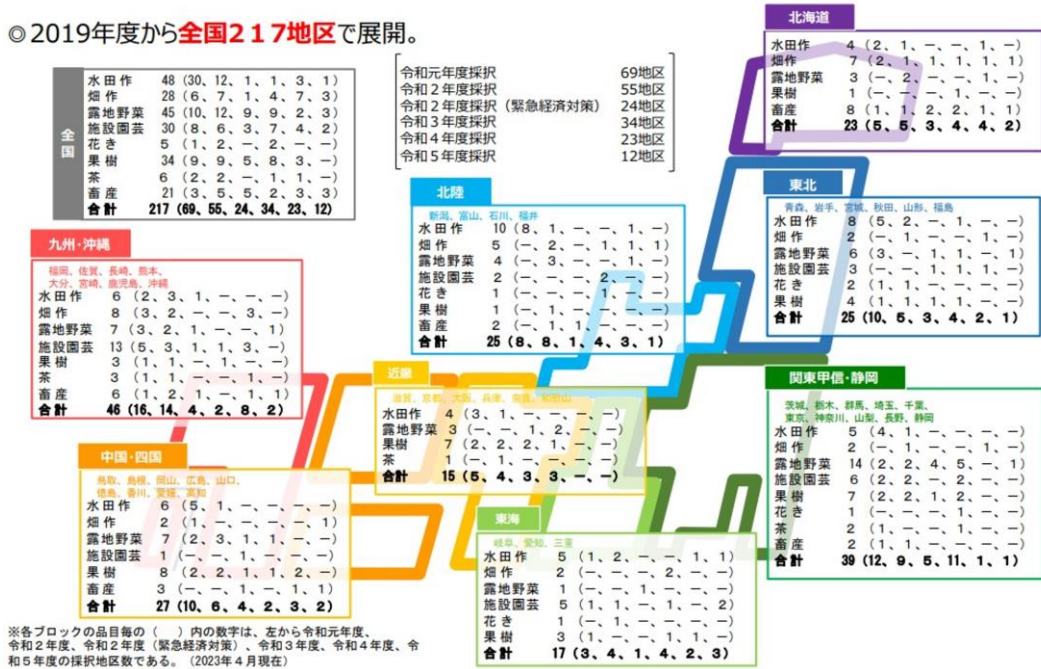 ◎2019年度から全国217地区で展開。
全国
水田作 48 (30、12、1、1、3、1)
畑作 28 (6、7、1、4、7、3)
露地野菜 45 (10、12、9、9、2、3)
施設園芸 30 (8、6、3、7、4、2)
花き 5 (1、2、-、2、-、-)
果樹 34 (9、9、5、8、3、-)
茶 6 (2、2、-、1、1、-)
畜産 21 (3、5、5、2、3、3)
合計 217 (69、55、24、34、23、12)
令和元年度採択 69地区
令和2年度採択 55地区
令和2年度採択(緊急経済対策) 24地区
令和3年度採択 34地区
令和4年度採択 23地区
令和5年度採択 12地区
北海道
水田作 4 (2、1、-、-、1、-)
畑作 7 (2、1、1、1、1、1)
露地野菜 3 (-、2、-、-、1、-)
果樹 1 (-、-、-、1、-、-)
畜産 8 (1、1、2、2、1、1)
合計 23 (5、5、3、4、4、2)
東北
青森、岩手、宮城、秋田、山形、福島
水田作 8 (5、2、-、1、-、-)
畑作 2 (-、1、-、-、1、-)
露地野菜 6 (3、-、1、1、-、1)
施設園芸 3 (-、-、1、1、1、-)
花き 2 (1、1、-、-、-、-)
果樹 4 (1、1、1、1、-、-)
合計 25 (10、5、3、4、2、1)
北陸
新潟、富山、石川、福井
水田作 10 (8、1、-、-、1、-)
畑作 5 (-、2、-、1、1、1)
露地野菜 4 (-、3、-、-、1、-)
施設園芸 2 (-、-、-、2、-、-)
花き 1 (-、-、-、1、-、-)
果樹 1 (-、1、-、-、-、-)
畜産 2 (-、1、1、-、-、-)
合計 25 (8、8、1、4、3、1)
九州・沖縄
福岡、佐賀、長崎、熊本、
大分、宮崎、鹿児島、沖縄
水田作 6 (2、3、1、-、-、-)
畑作 8 (3、2、-、-、3、-)
露地野菜 7 (3、2、1、-、-、1)
施設園芸 13 (5、3、1、1、3、-)
果樹 3 (1、1、-、1、-、-)
茶 3 (1、1、-、-、1、-)
畜産 6 (1、2、1、-、1、1)
合計 46 (16、14、4、2、8、2)
近畿
滋賀、京都、大阪、兵庫、奈良、和歌山
水田作 4 (3、1、-、-、-、-)
露地野菜 3 (-、-、1、2、-、-)
果樹 7 (2、2、2、1、-、-)
茶 1 (-、1、-、-、-、-)
合計 15 (5、4、3、3、-、-)
関東甲信・静岡
茨城、栃木、群馬、埼玉、千葉、
東京、神奈川、山梨、長野、静岡
水田作 5 (4、1、-、-、-、-)
畑作 2 (-、1、-、-、1、-)
露地野菜 14 (2、2、4、5、-、1)
施設園芸 6 (2、2、-、2、-、-)
果樹 7 (2、2、1、2、-、-)
花き 1 (-、-、-、1、-、-)
茶 2 (1、-、-、1、-、-)
畜産 2 (1、1、-、-、-、-)
合計 39 (12、9、5、11、1、1)
中国・四国
鳥取、島根、岡山、広島、山口、
徳島、香川、愛媛、高知
水田作 6 (5、1、-、-、-、-)
畑作 2 (1、-、-、-、-、1)
露地野菜 7 (2、3、1、1、-、-)
施設園芸 1 (-、-、1、-、-、-)
果樹 8 (2、2、1、1、2、-)
畜産 3 (-、-、1、-、1、1)
合計 27 (10、6、4、2、3、2)
東海
岐阜、愛知、三重
水田作 5 (1、2、-、-、1、1)
畑作 2 (-、-、-、2、-、-)
露地野菜 1 (-、-、1、-、-、-)
施設園芸 5 (1、1、-、1、-、2)
花き 1 (-、1、-、-、-、-)
果樹 3 (1、-、-、1、1、-)
合計 17 (3、4、1、4、2、3)
※各ブロックの品目毎の( )内の数字は、左から令和元年度、
令和2年度、令和2年度(緊急経済対策)、令和3年度、令和4年度、令
和5年度の採択地区数である。(2023年4月現在)